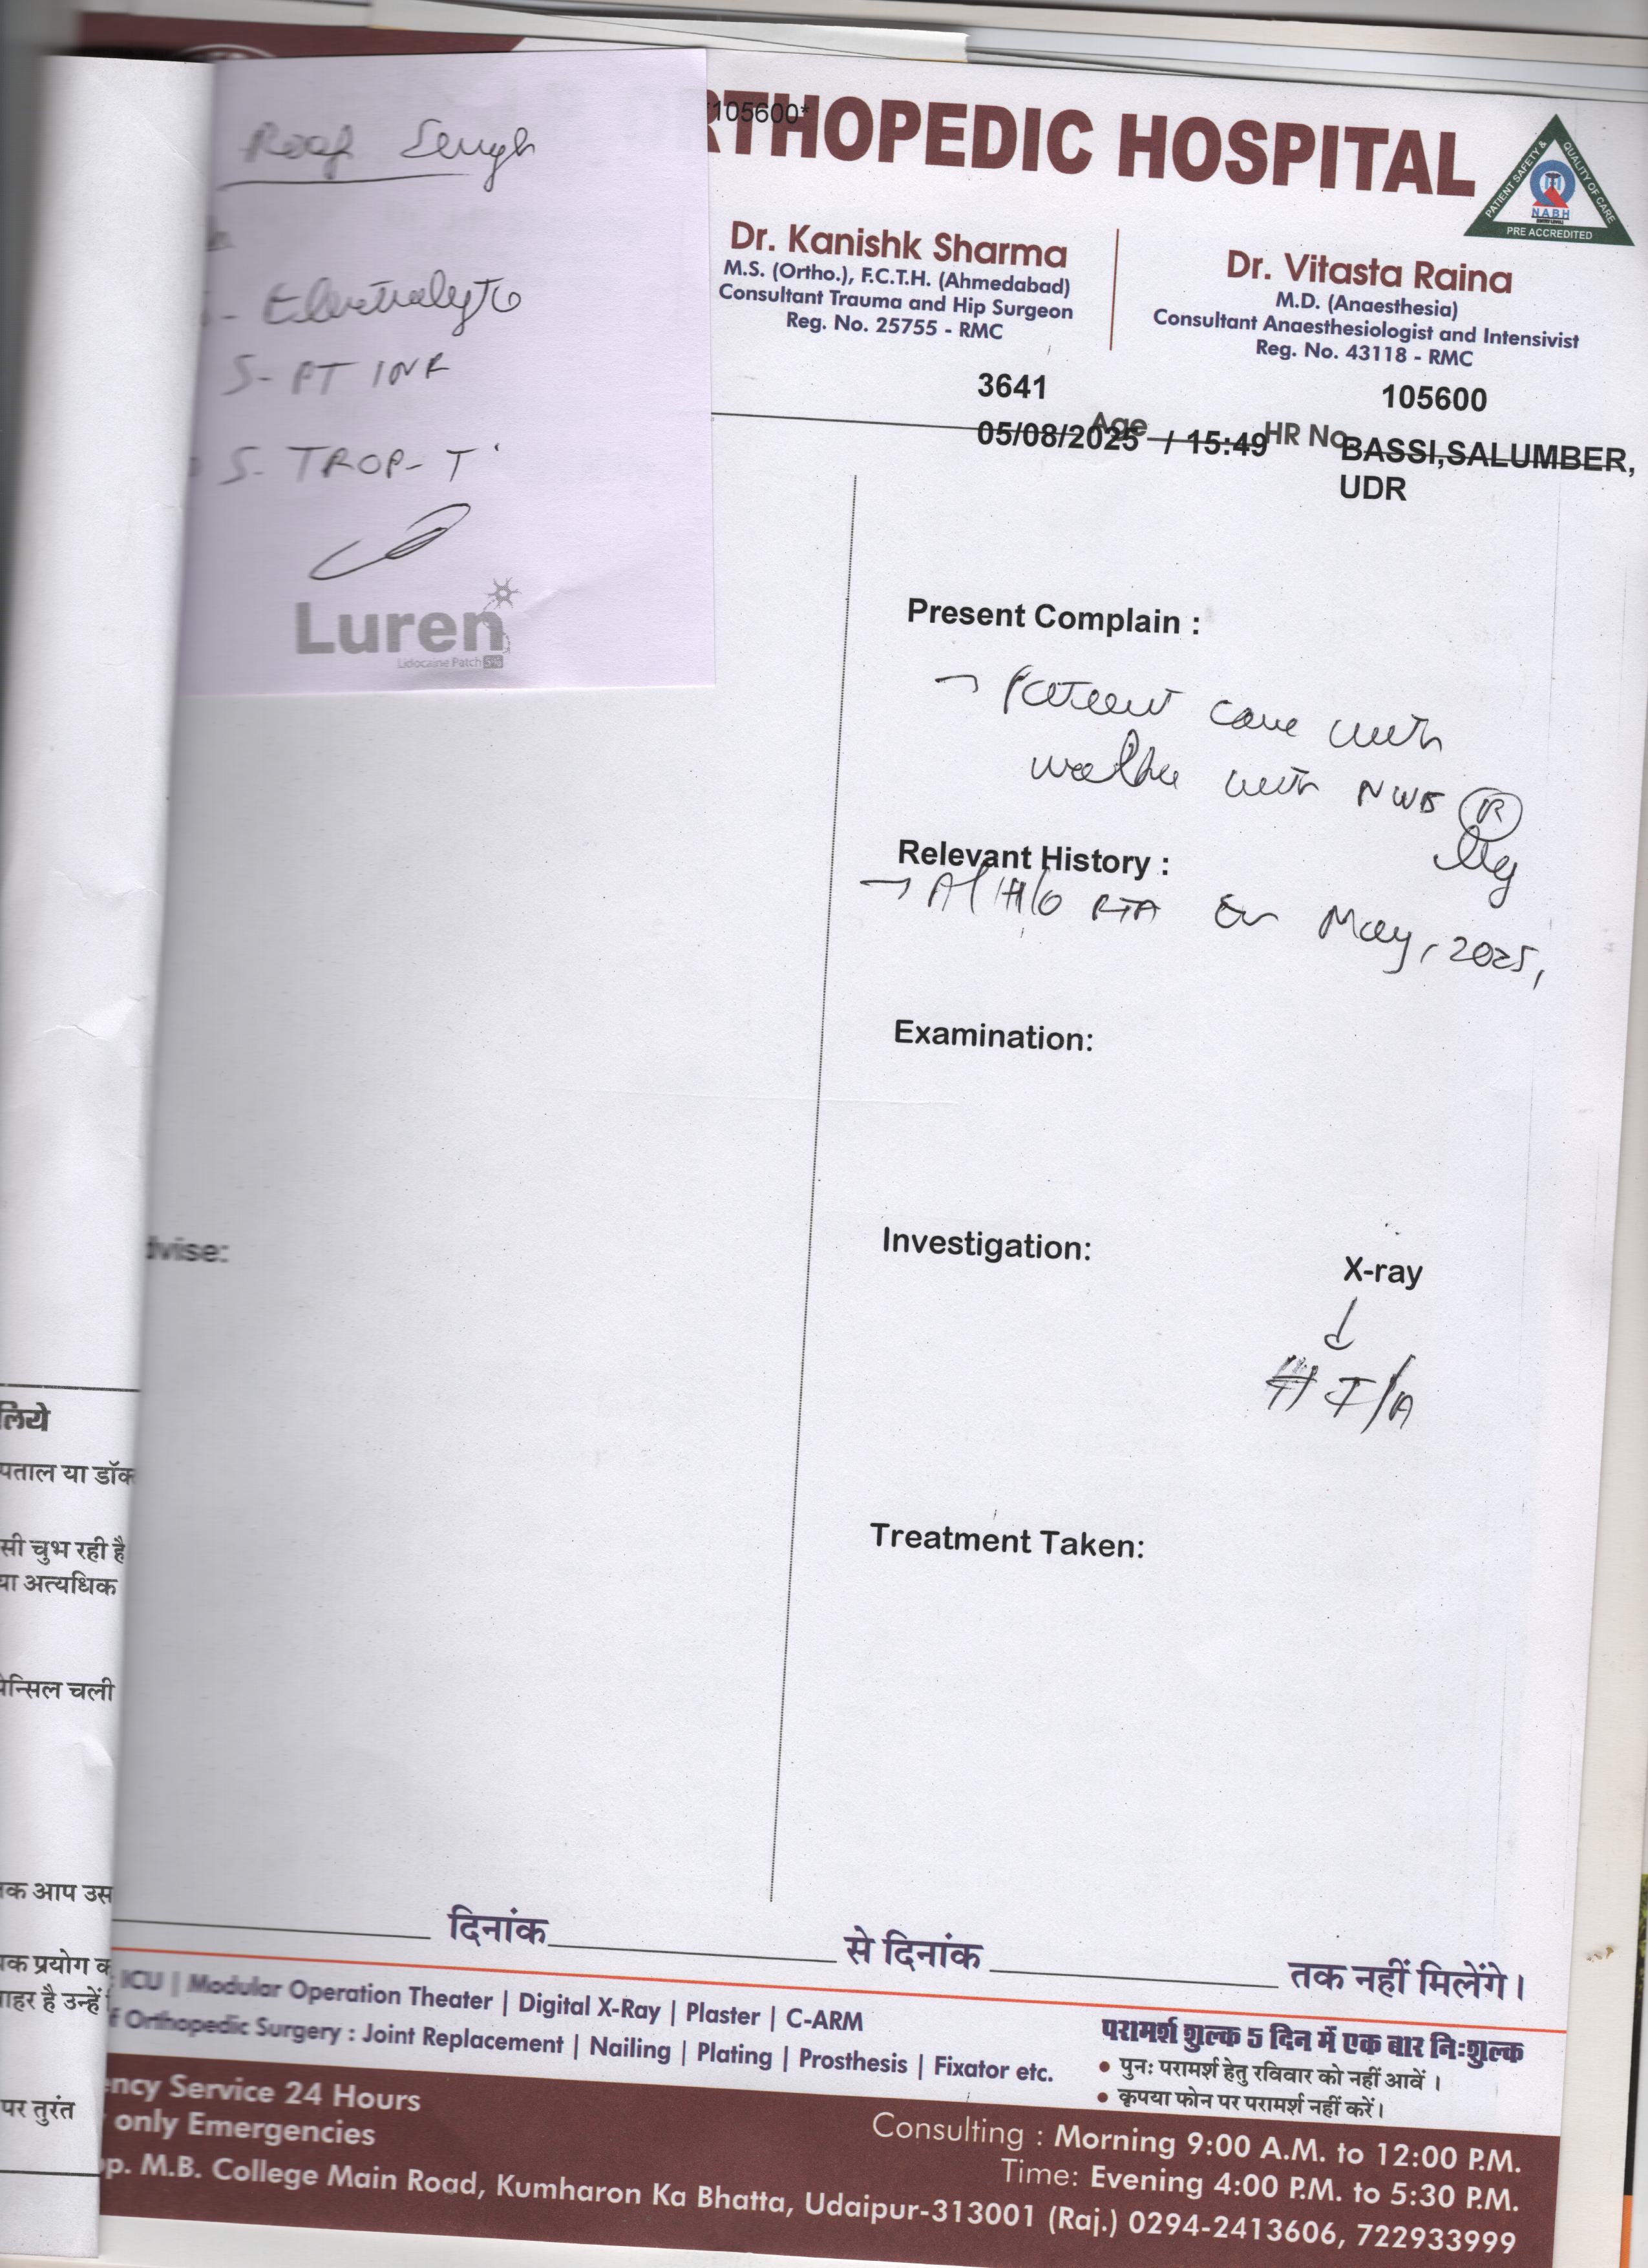 Roop Singh
- Electrolyte
S- PT INR
S- TROP-T
Luren
Lidocaine Patch 5%
*105600*
RTHOPEDIC HOSPITAL
PATIENT SAFETY & QUALITY OF CARE
NABH
PRE ACCREDITED
Dr. Kanishk Sharma
M.S. (Ortho.), F.C.T.H. (Ahmedabad)
Consultant Trauma and Hip Surgeon
Reg. No. 25755 - RMC
Dr. Vitasta Raina
M.D. (Anaesthesia)
Consultant Anaesthesiologist and Intensivist
Reg. No. 43118 - RMC
3641
105600
Age
05/08/2025 / 15:49
HR No
BASSI,SALUMBER,
UDR
Present Complain :
→ Patient came with
walker with NWB R
leg
Relevant History :
→ A/H/O RTA on May, 2025,
Examination:
dvise:
Investigation:
X-ray
# I/A
Treatment Taken:
लिये
पताल या डॉक
सी चुभ रही है
या अत्यधिक
पेन्सिल चली
तक आप उस
यक प्रयोग क
बाहर है उन्हें
पर तुरंत
दिनांक से दिनांक तक नहीं मिलेंगे।
: ICU | Modular Operation Theater | Digital X-Ray | Plaster | C-ARM
f Orthopedic Surgery : Joint Replacement | Nailing | Plating | Prosthesis | Fixator etc.
परामर्श शुल्क 5 दिन में एक बार निःशुल्क
• पुनः परामर्श हेतु रविवार को नहीं आवें ।
• कृपया फोन पर परामर्श नहीं करें।
ency Service 24 Hours
only Emergencies
Consulting : Morning 9:00 A.M. to 12:00 P.M.
Time: Evening 4:00 P.M. to 5:30 P.M.
pp. M.B. College Main Road, Kumharon Ka Bhatta, Udaipur-313001 (Raj.) 0294-2413606, 722933999